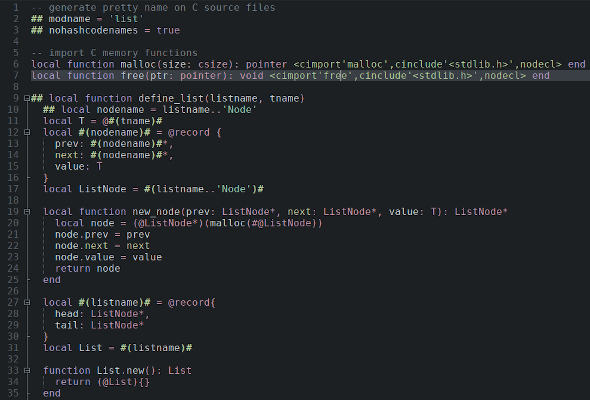 1 -- generate pretty name on C source files
2 ## modname = 'list'
3 ## nohashcodenames = true
4
5 -- import C memory functions
6 local function malloc(size: csize): pointer <cimport'malloc',cinclude'<stdlib.h>',nodecl> end
7 local function free(ptr: pointer): void <cimport'free',cinclude'<stdlib.h>',nodecl> end
8
9 ## local function define_list(listname, tname)
10 ## local nodename = listname..'Node'
11 local T = @#(tname)#
12 local #(nodename)# = @record {
13 prev: #(nodename)#*,
14 next: #(nodename)#*,
15 value: T
16 }
17 local ListNode = #(listname..'Node')#
18
19 local function new_node(prev: ListNode*, next: ListNode*, value: T): ListNode*
20 local node = (@ListNode*)(malloc(#@ListNode))
21 node.prev = prev
22 node.next = next
23 node.value = value
24 return node
25 end
26
27 local #(listname)# = @record{
28 head: ListNode*,
29 tail: ListNode*
30 }
31 local List = #(listname)#
32
33 function List.new(): List
34 return (@List){}
35 end